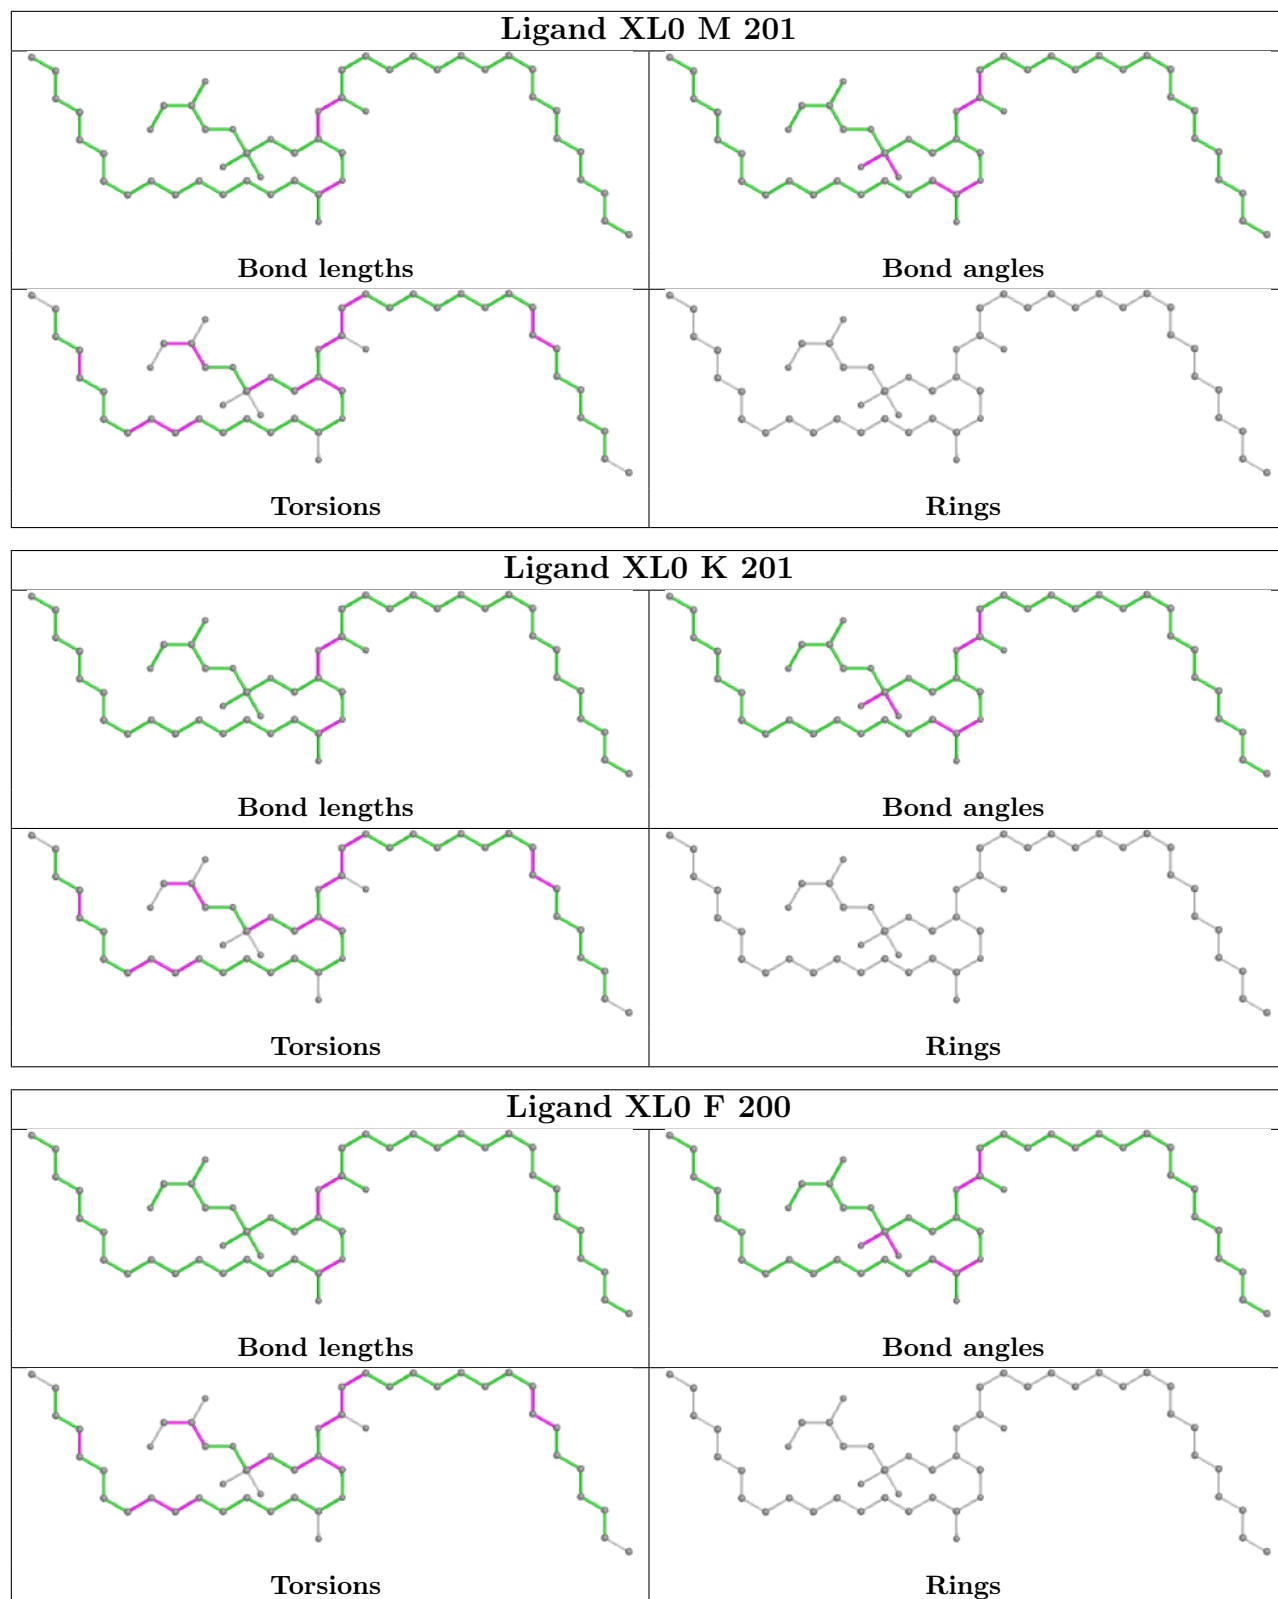 Ligand XL0 M 201
Bond lengths
Bond angles
Torsions
Rings
Ligand XL0 K 201
Bond lengths
Bond angles
Torsions
Rings
Ligand XL0 F 200
Bond lengths
Bond angles
Torsions
Rings